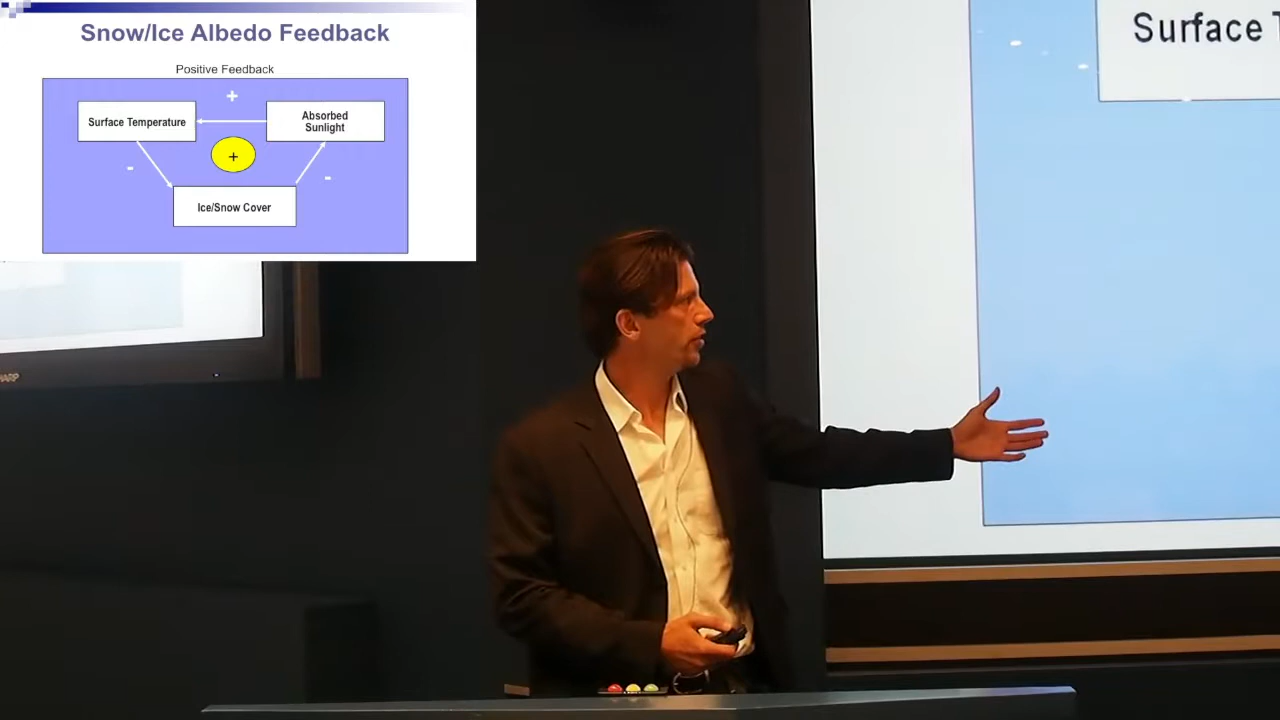 Snow/Ice Albedo Feedback
Positive Feedback
+
Surface Temperature
Absorbed
Sunlight
+
-
-
Ice/Snow Cover
Surface T